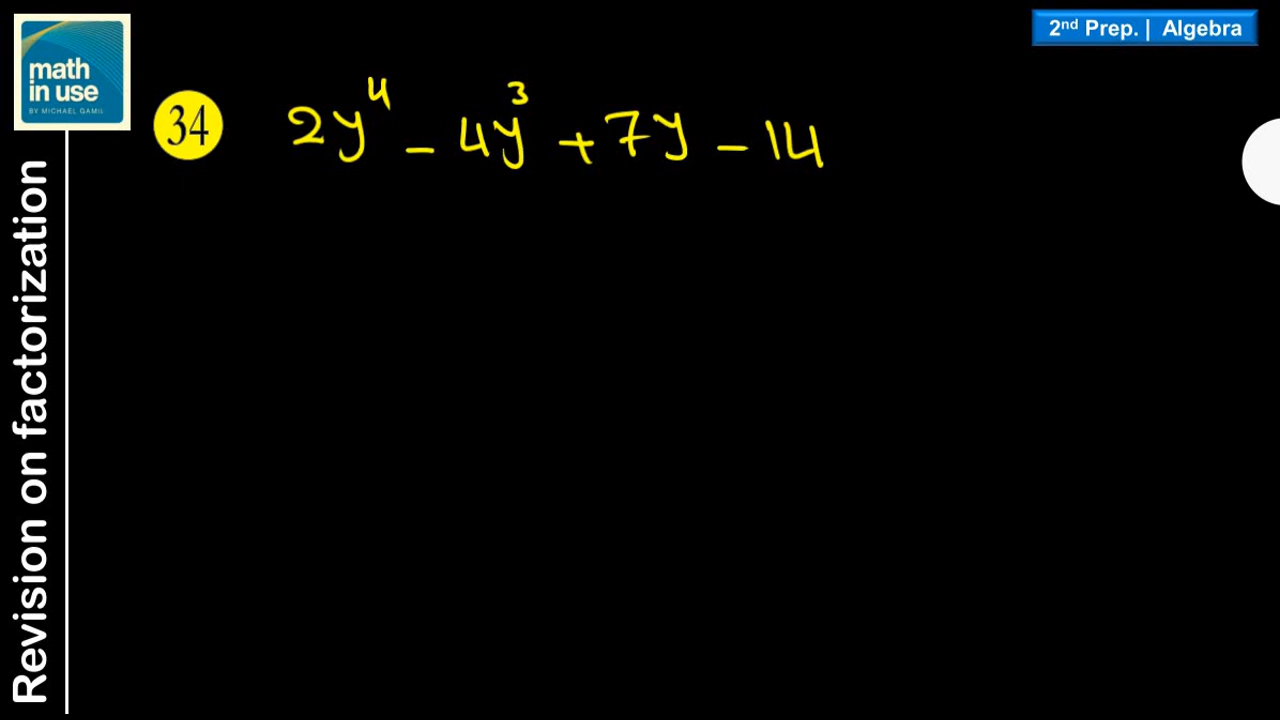 2nd Prep. | Algebra
math
in use
BY MICHAEL GAMIL
34 2y⁴ - 4y³ + 7y - 14
Revision on factorization